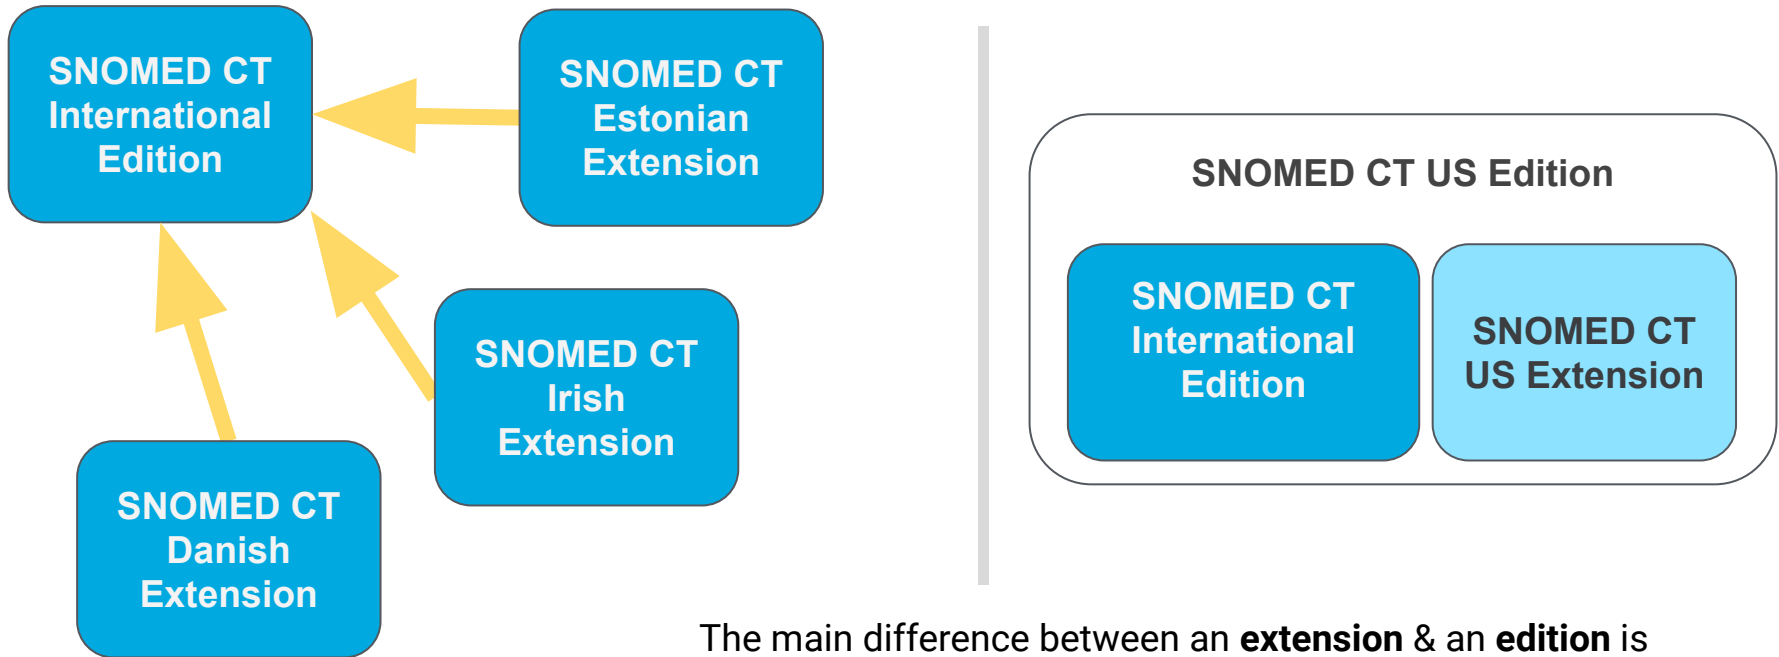 SNOMED CT
International
Edition
SNOMED CT
Estonian
Extension
SNOMED CT
Irish
Extension
SNOMED CT
Danish
Extension
SNOMED CT US Edition
SNOMED CT
International
Edition
SNOMED CT
US Extension
The main difference between an extension & an edition is